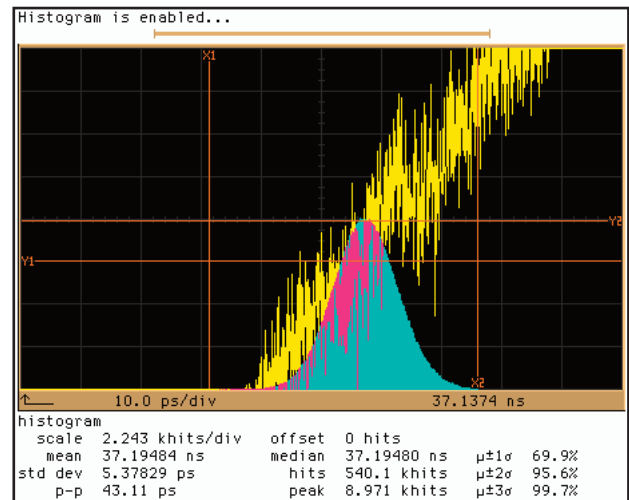 Histogram is enabled...
X1
Y2
Y1
X2
10.0 ps/div 37.1374 ns
histogram
scale 2.243 khits/div offset 0 hits
mean 37.19484 ns median 37.19480 ns µ±1σ 69.9%
std dev 5.37829 ps hits 540.1 khits µ±2σ 95.6%
p-p 43.11 ps peak 8.971 khits µ±3σ 99.7%